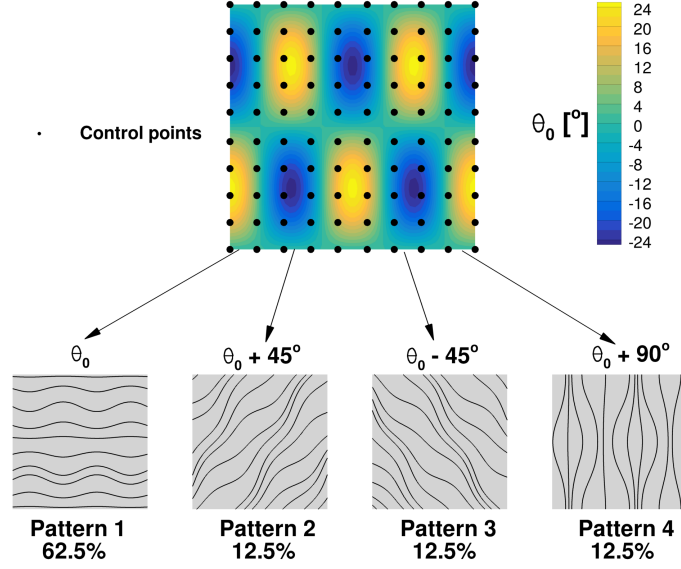 24
20
16
12
8
4
0
-4
-8
-12
-16
-20
-24
θ₀ [°]
Control points
θ₀
θ₀ + 45°
θ₀ - 45°
θ₀ + 90°
Pattern 1
62.5%
Pattern 2
12.5%
Pattern 3
12.5%
Pattern 4
12.5%